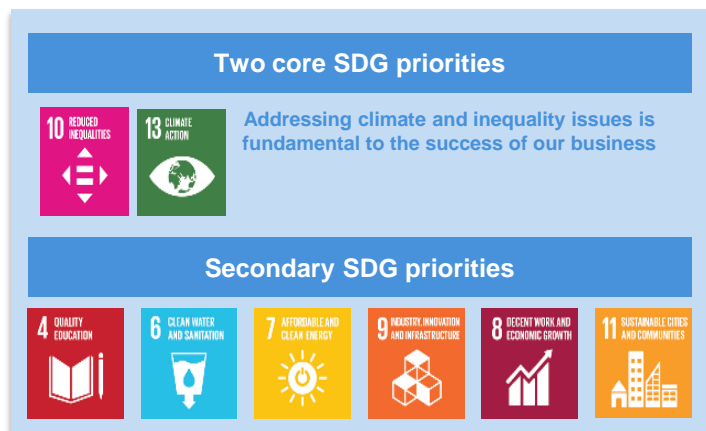 Two core SDG priorities
10 REDUCED
INEQUALITIES
13 CLIMATE
ACTION
Addressing climate and inequality issues is
fundamental to the success of our business
Secondary SDG priorities
4 QUALITY
EDUCATION
6 CLEAN WATER
AND SANITATION
7 AFFORDABLE AND
CLEAN ENERGY
9 INDUSTRY, INNOVATION
AND INFRASTRUCTURE
8 DECENT WORK AND
ECONOMIC GROWTH
11 SUSTAINABLE CITIES
AND COMMUNITIES